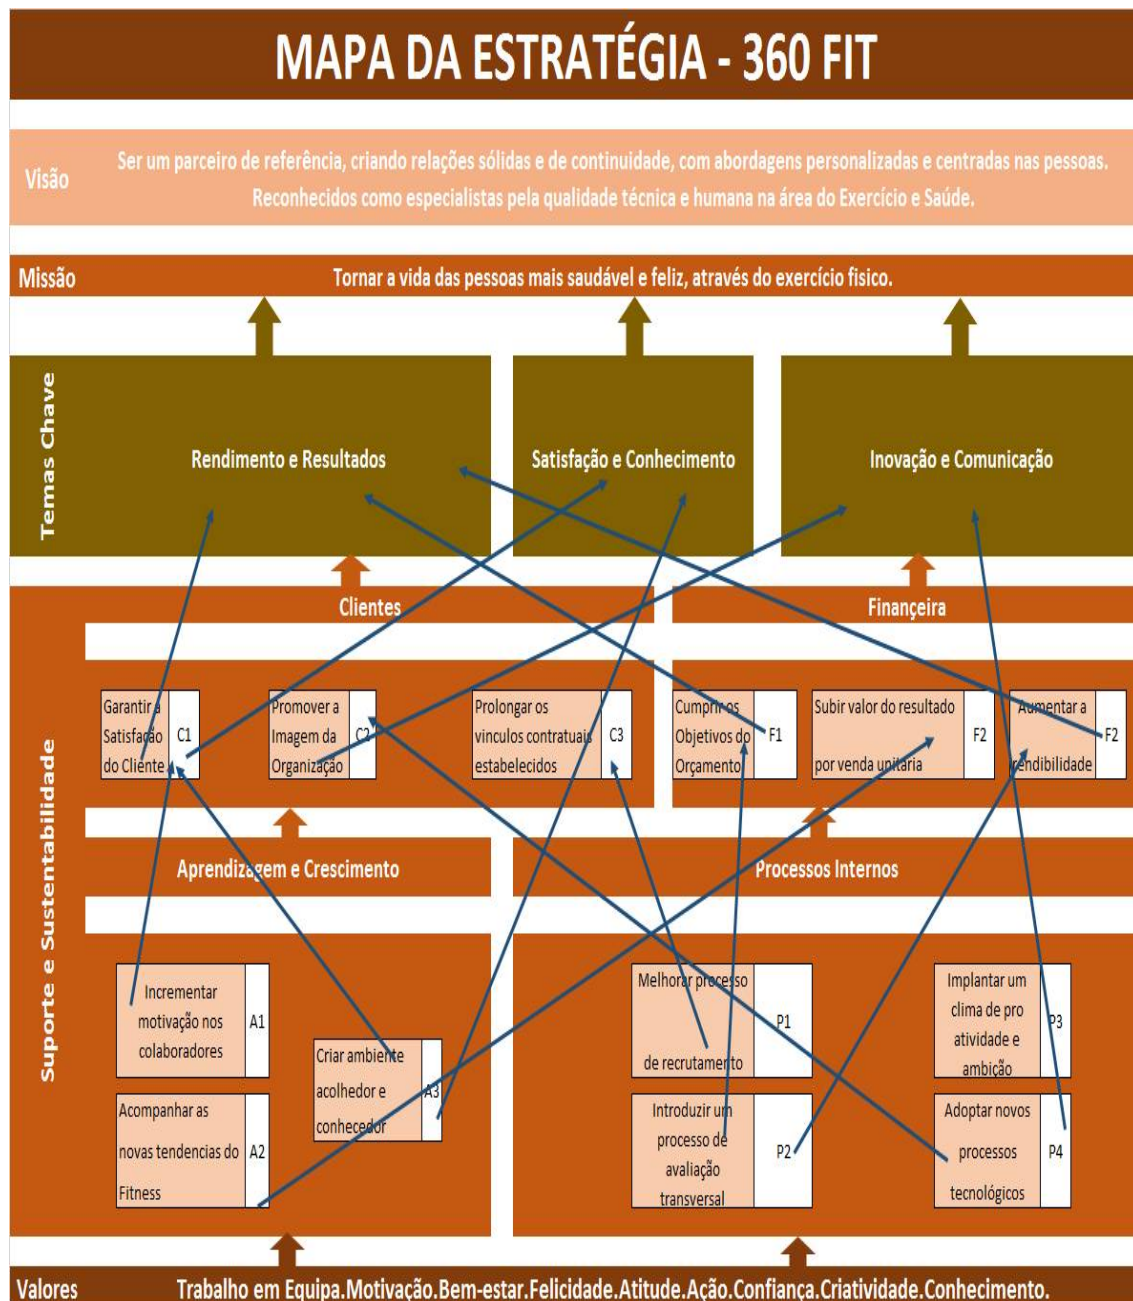 MAPA DA ESTRATÉGIA - 360 FIT
Visão
Ser um parceiro de referência, criando relações sólidas e de continuidade, com abordagens personalizadas e centradas nas pessoas.
Reconhecidos como especialistas pela qualidade técnica e humana na área do Exercício e Saúde.
Missão
Tornar a vida das pessoas mais saudável e feliz, através do exercício fisico.
Temas Chave
Rendimento e Resultados
Satisfação e Conhecimento
Inovação e Comunicação
Suporte e Sustentabilidade
Clientes
Finançeira
Garantir a
Satisfação
do Cliente
C1
Promover a
Imagem da
Organização
C2
Prolongar os
vinculos contratuais
estabelecidos
C3
Cumprir os
Objetivos do
Orçamento
F1
Subir valor do resultado
por venda unitária
F2
Aumentar a
rendibilidade
F2
Aprendizagem e Crescimento
Processos Internos
Incrementar
motivação nos
colaboradores
A1
Acompanhar as
novas tendencias do
Fitness
A2
Criar ambiente
acolhedor e
conhecedor
A3
Melhorar processo
de recrutamento
P1
Introduzir um
processo de
avaliação
transversal
P2
Implantar um
clima de pro
atividade e
ambição
P3
Adoptar novos
processos
tecnológicos
P4
Valores
Trabalho em Equipa.Motivação.Bem-estar.Felicidade.Atitude.Ação.Confiança.Criatividade.Conhecimento.